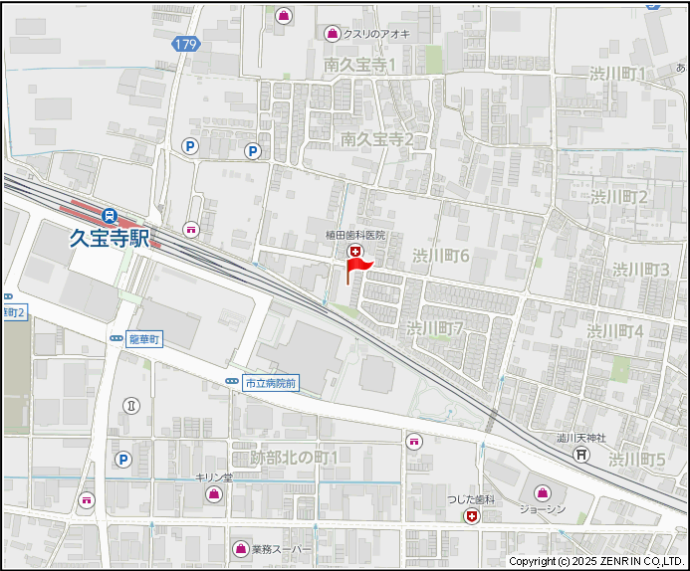 クスリのアオキ
179
南久宝寺1
渋川町1
あ
P
南久宝寺2
P
渋川町2
久宝寺駅
植田歯科医院
渋川町6
渋川町3
華町2
龍華町
渋川町7
渋川町4
市立病院前
澁川天神社
渋川町5
P
跡部北の町1
キリン堂
つじた歯科
ジョーシン
業務スーパー
Copyright(c) 2025 ZENRIN CO.,LTD.